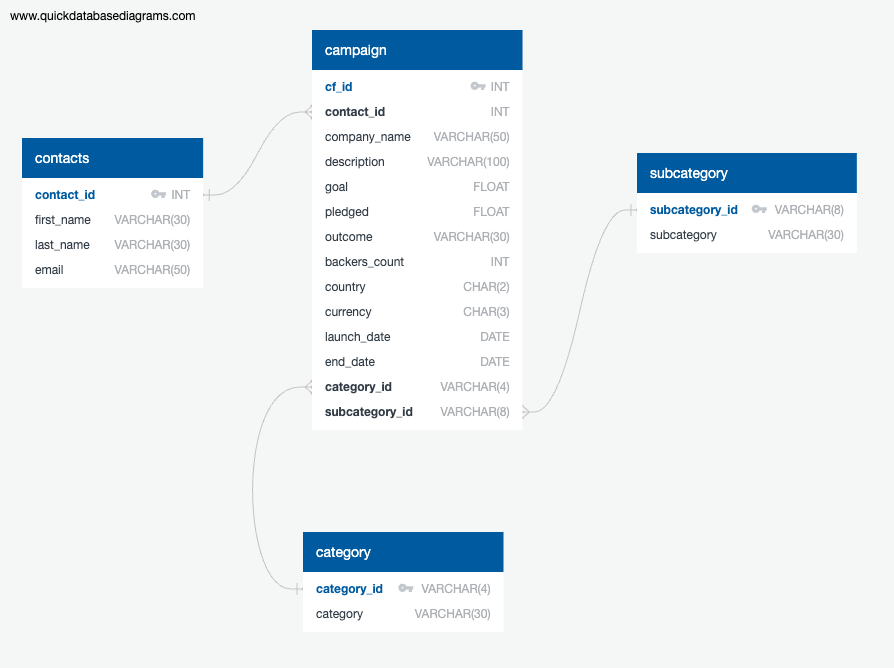 www.quickdatabasediagrams.com
campaign
cf_id INT
contact_id INT
company_name VARCHAR(50)
description VARCHAR(100)
goal FLOAT
pledged FLOAT
outcome VARCHAR(30)
backers_count INT
country CHAR(2)
currency CHAR(3)
launch_date DATE
end_date DATE
category_id VARCHAR(4)
subcategory_id VARCHAR(8)
contacts
contact_id INT
first_name VARCHAR(30)
last_name VARCHAR(30)
email VARCHAR(50)
subcategory
subcategory_id VARCHAR(8)
subcategory VARCHAR(30)
category
category_id VARCHAR(4)
category VARCHAR(30)